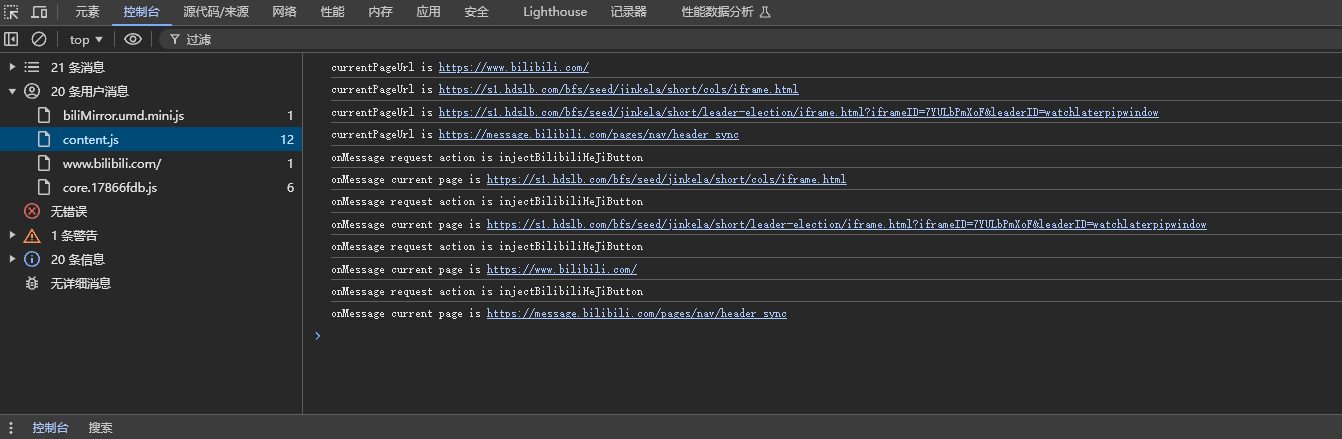 元素 控制台 源代码/来源 网络 性能 内存 应用 安全 Lighthouse 记录器 性能数据分析
top 过滤
21 条消息
20 条用户消息
biliMirror.umd.mini.js 1
content.js 12
www.bilibili.com/ 1
core.17866fdb.js 6
无错误
1 条警告
20 条信息
无详细消息
currentPageUrl is https://www.bilibili.com/
currentPageUrl is https://s1.hdslb.com/bfs/seed/jinkela/short/cols/iframe.html
currentPageUrl is https://s1.hdslb.com/bfs/seed/jinkela/short/leader-election/iframe.html?iframeID=7YULbPmXoF&leaderID=watchlaterpipwindow
currentPageUrl is https://message.bilibili.com/pages/nav/header_sync
onMessage request action is injectBilibiliHeJiButton
onMessage current page is https://s1.hdslb.com/bfs/seed/jinkela/short/cols/iframe.html
onMessage request action is injectBilibiliHeJiButton
onMessage current page is https://s1.hdslb.com/bfs/seed/jinkela/short/leader-election/iframe.html?iframeID=7YULbPmXoF&leaderID=watchlaterpipwindow
onMessage request action is injectBilibiliHeJiButton
onMessage current page is https://www.bilibili.com/
onMessage request action is injectBilibiliHeJiButton
onMessage current page is https://message.bilibili.com/pages/nav/header_sync
控制台 搜索